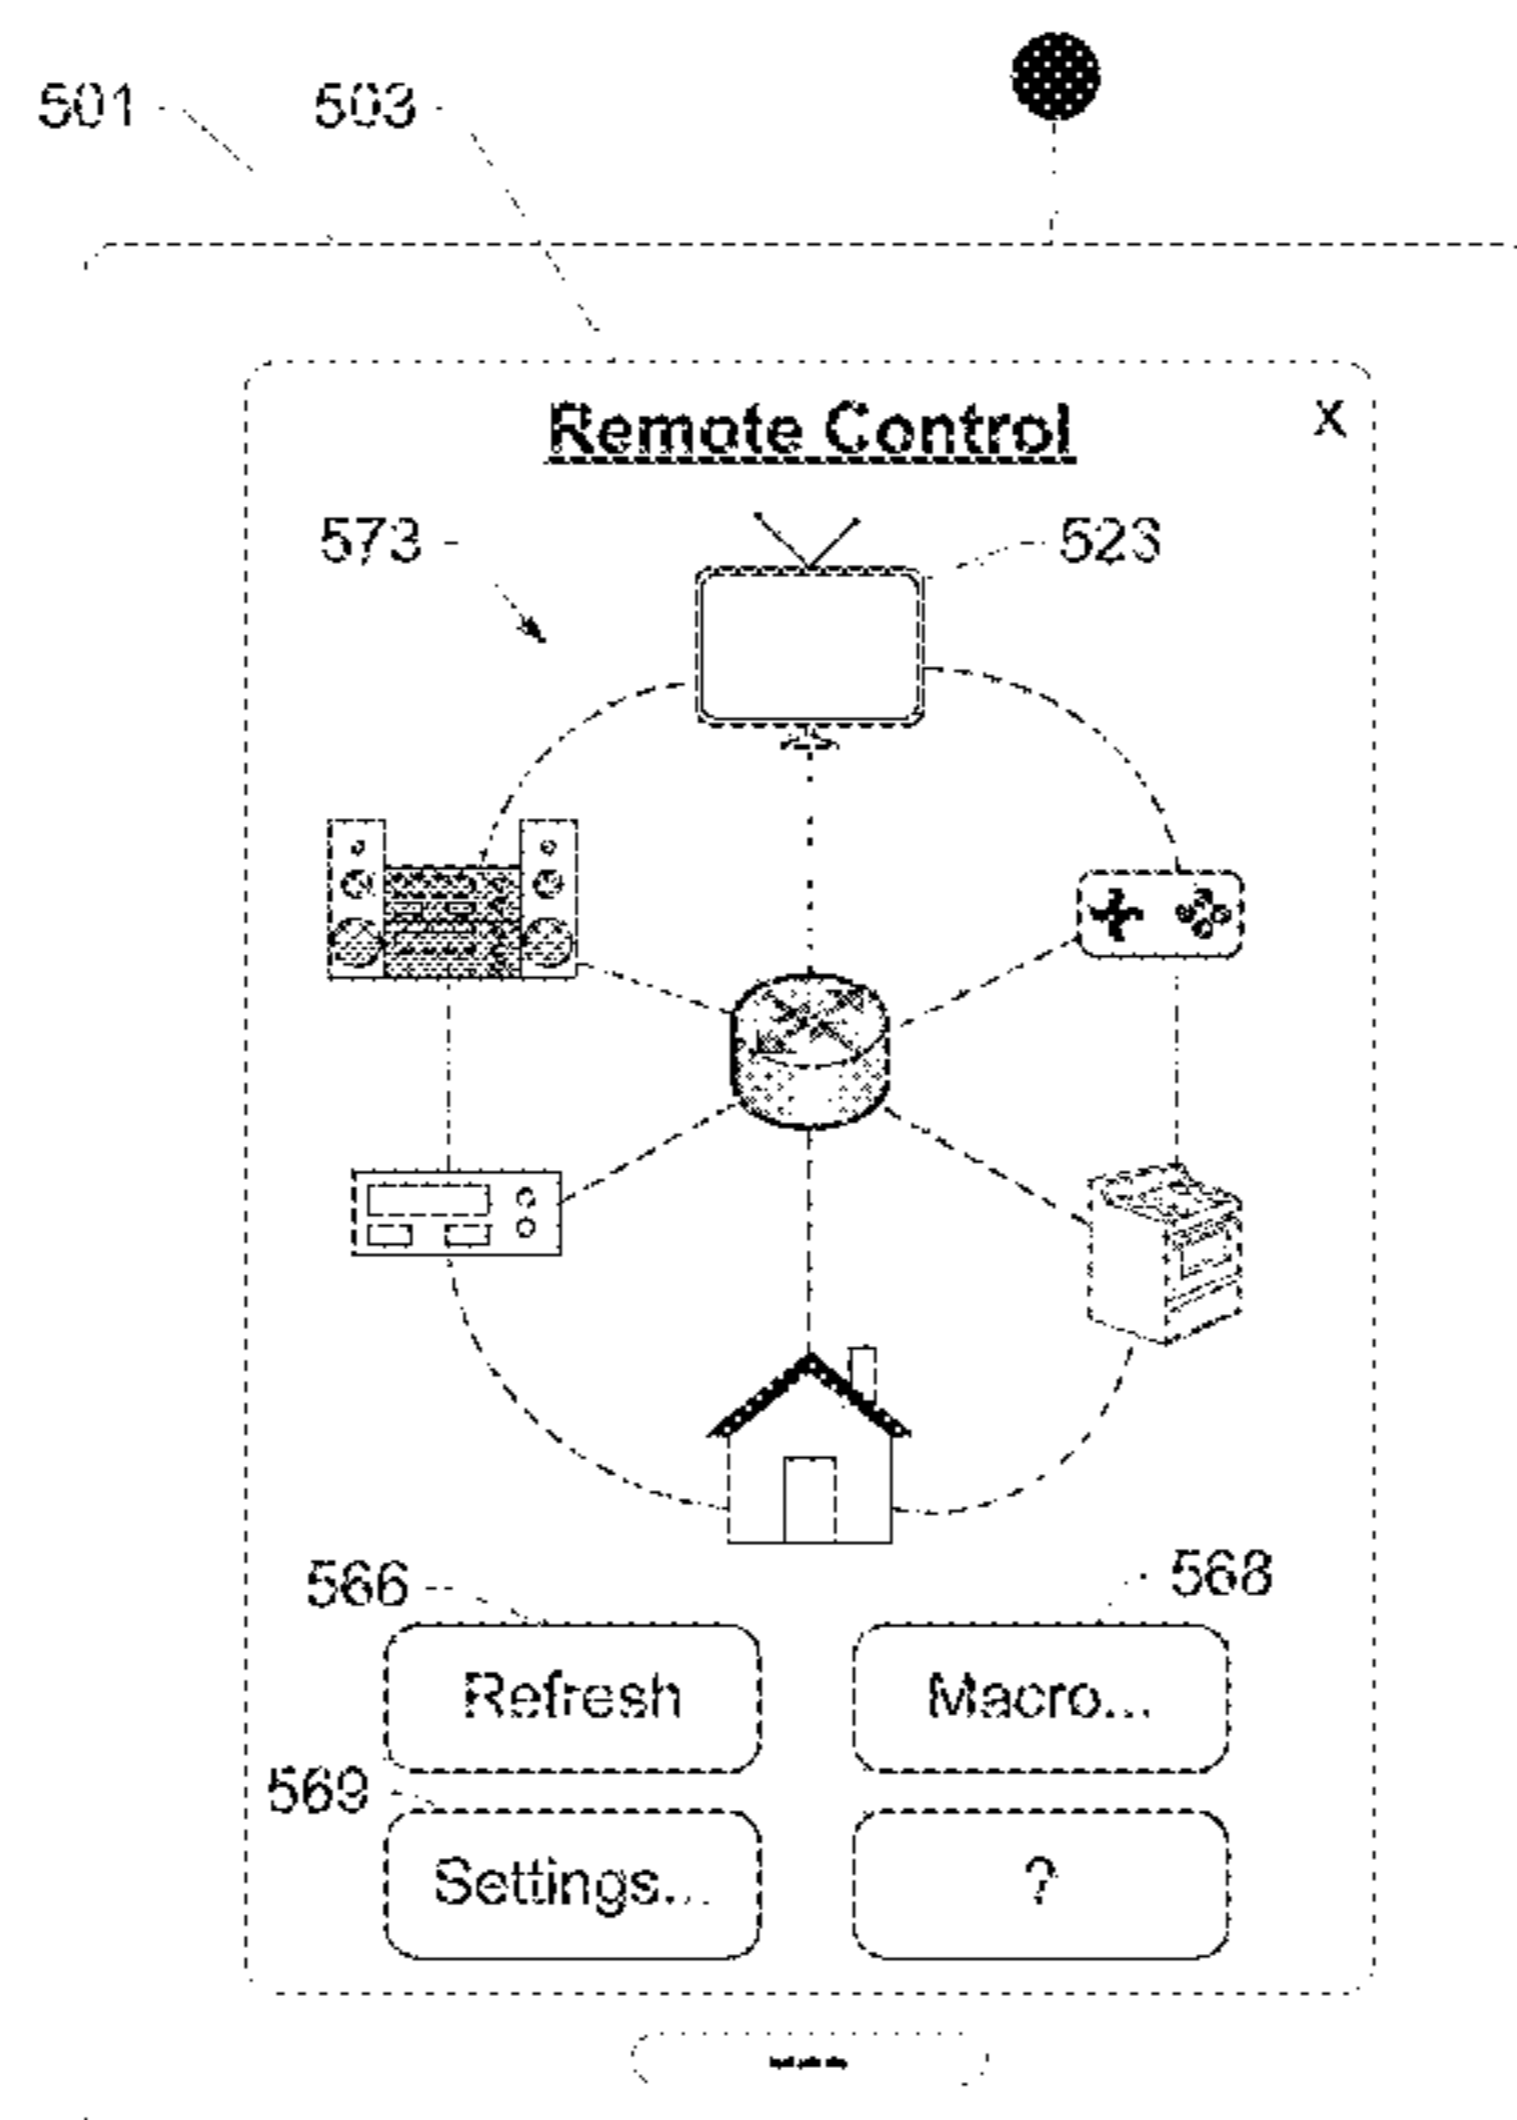 501 503
Remote Control X
573 523
566 568
Refresh Macro...
569
Settings... ?